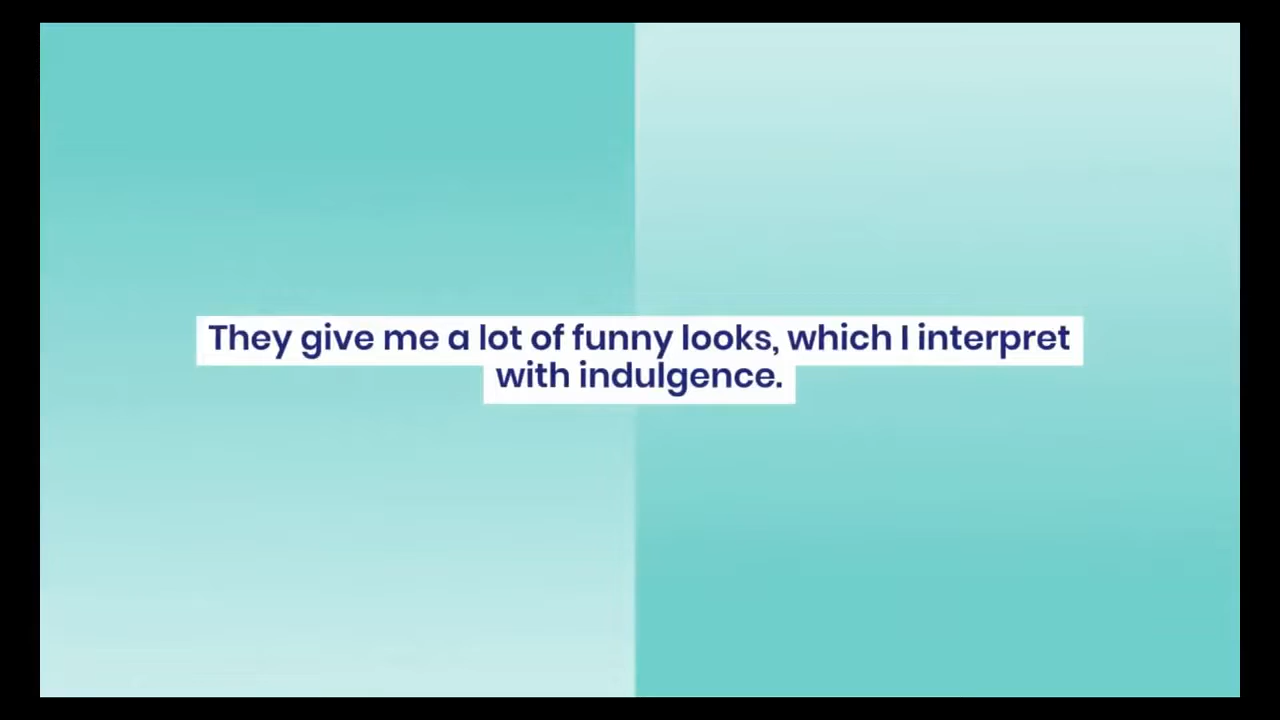 They give me a lot of funny looks, which I interpret
with indulgence.